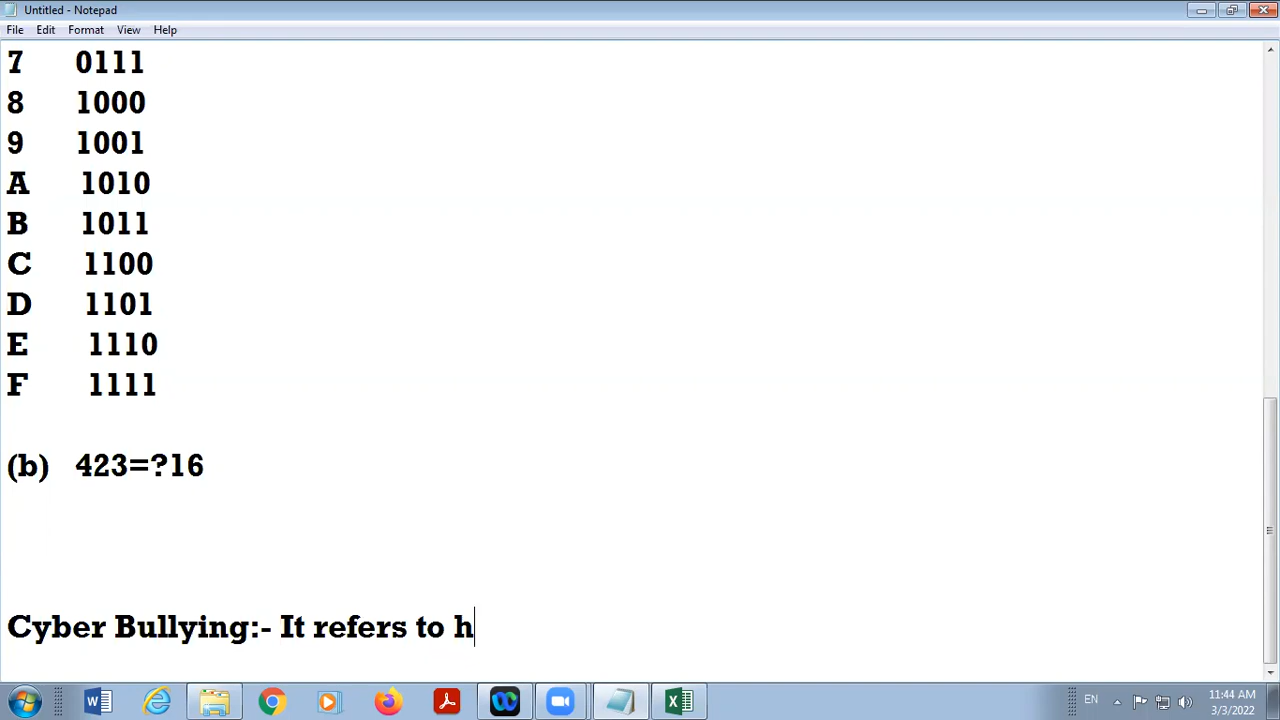 Untitled - Notepad
File Edit Format View Help
7 0111
8 1000
9 1001
A 1010
B 1011
C 1100
D 1101
E 1110
F 1111
(b) 423=?16
Cyber Bullying:- It refers to h
EN
11:44 AM
3/3/2022